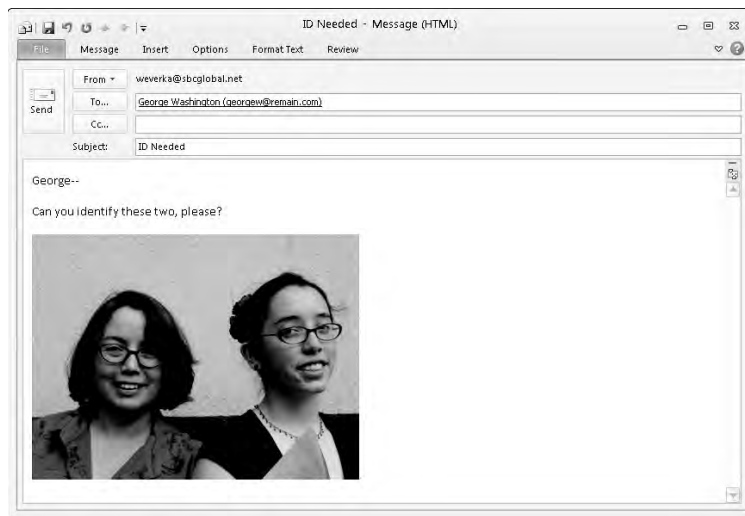 ID Needed - Message (HTML)
File Message Insert Options Format Text Review
From weverka@sbcglobal.net
Send
To... George Washington (georgew@remain.com)
Cc...
Subject: ID Needed
George--
Can you identify these two, please?